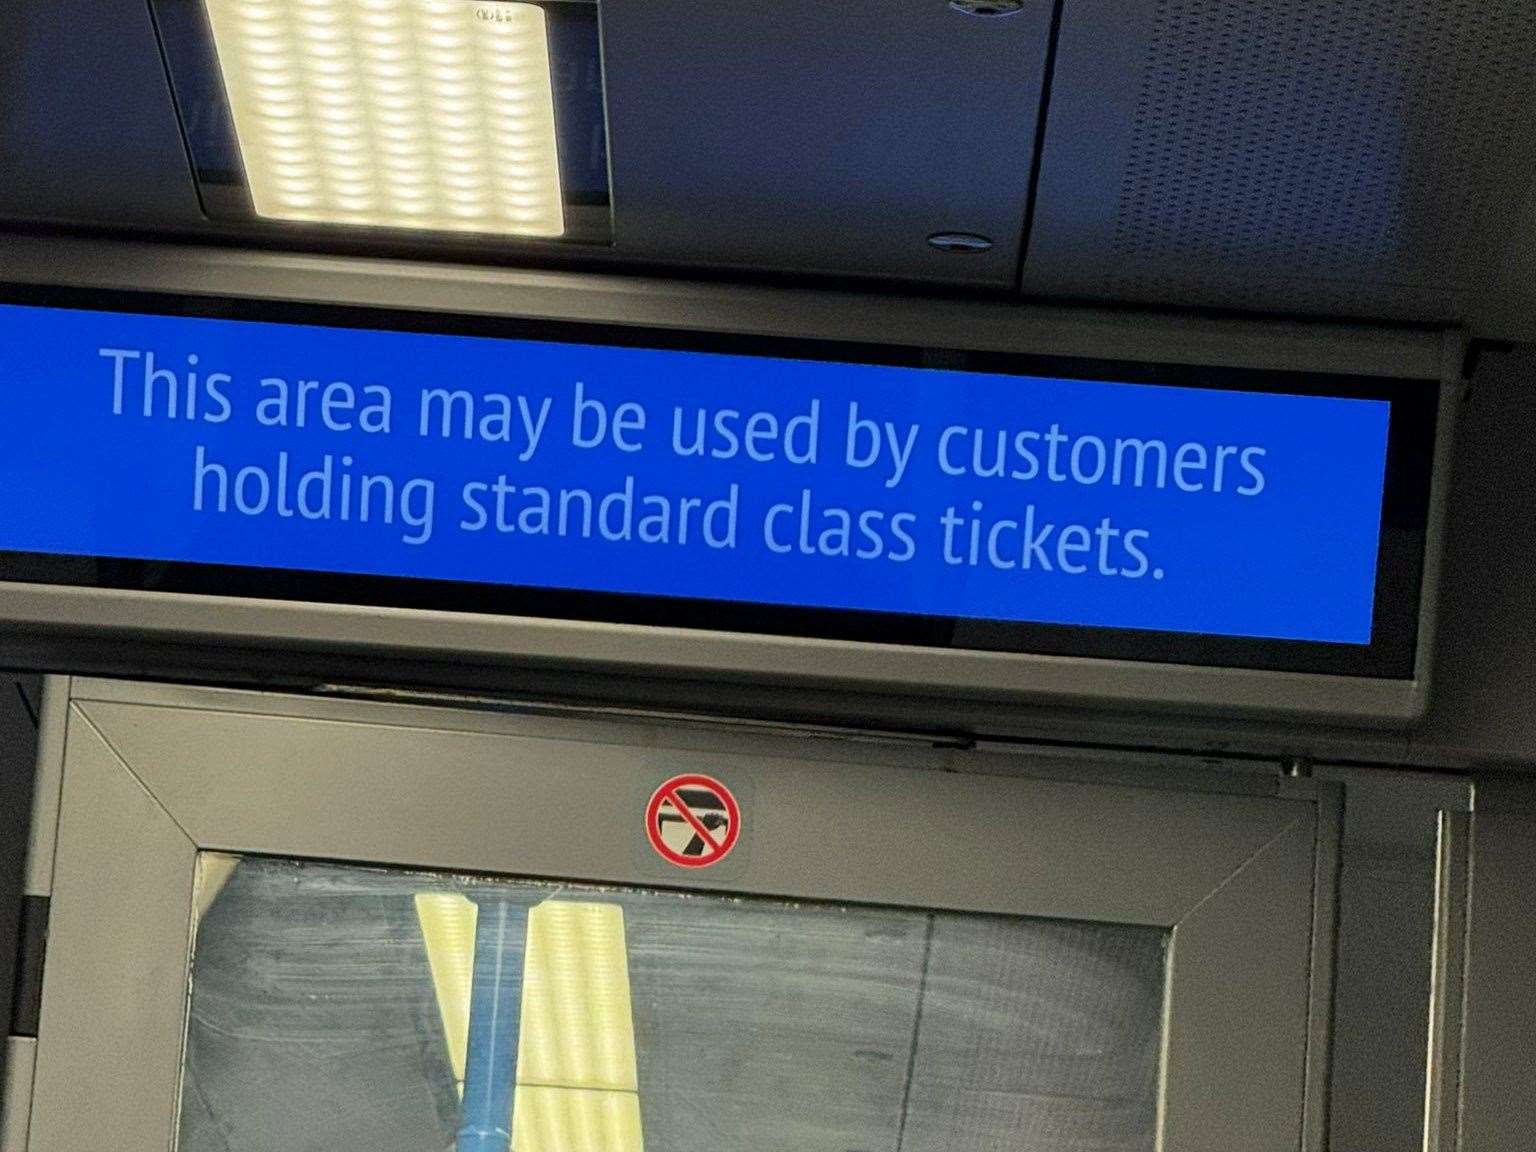 This area may be used by customers
holding standard class tickets.